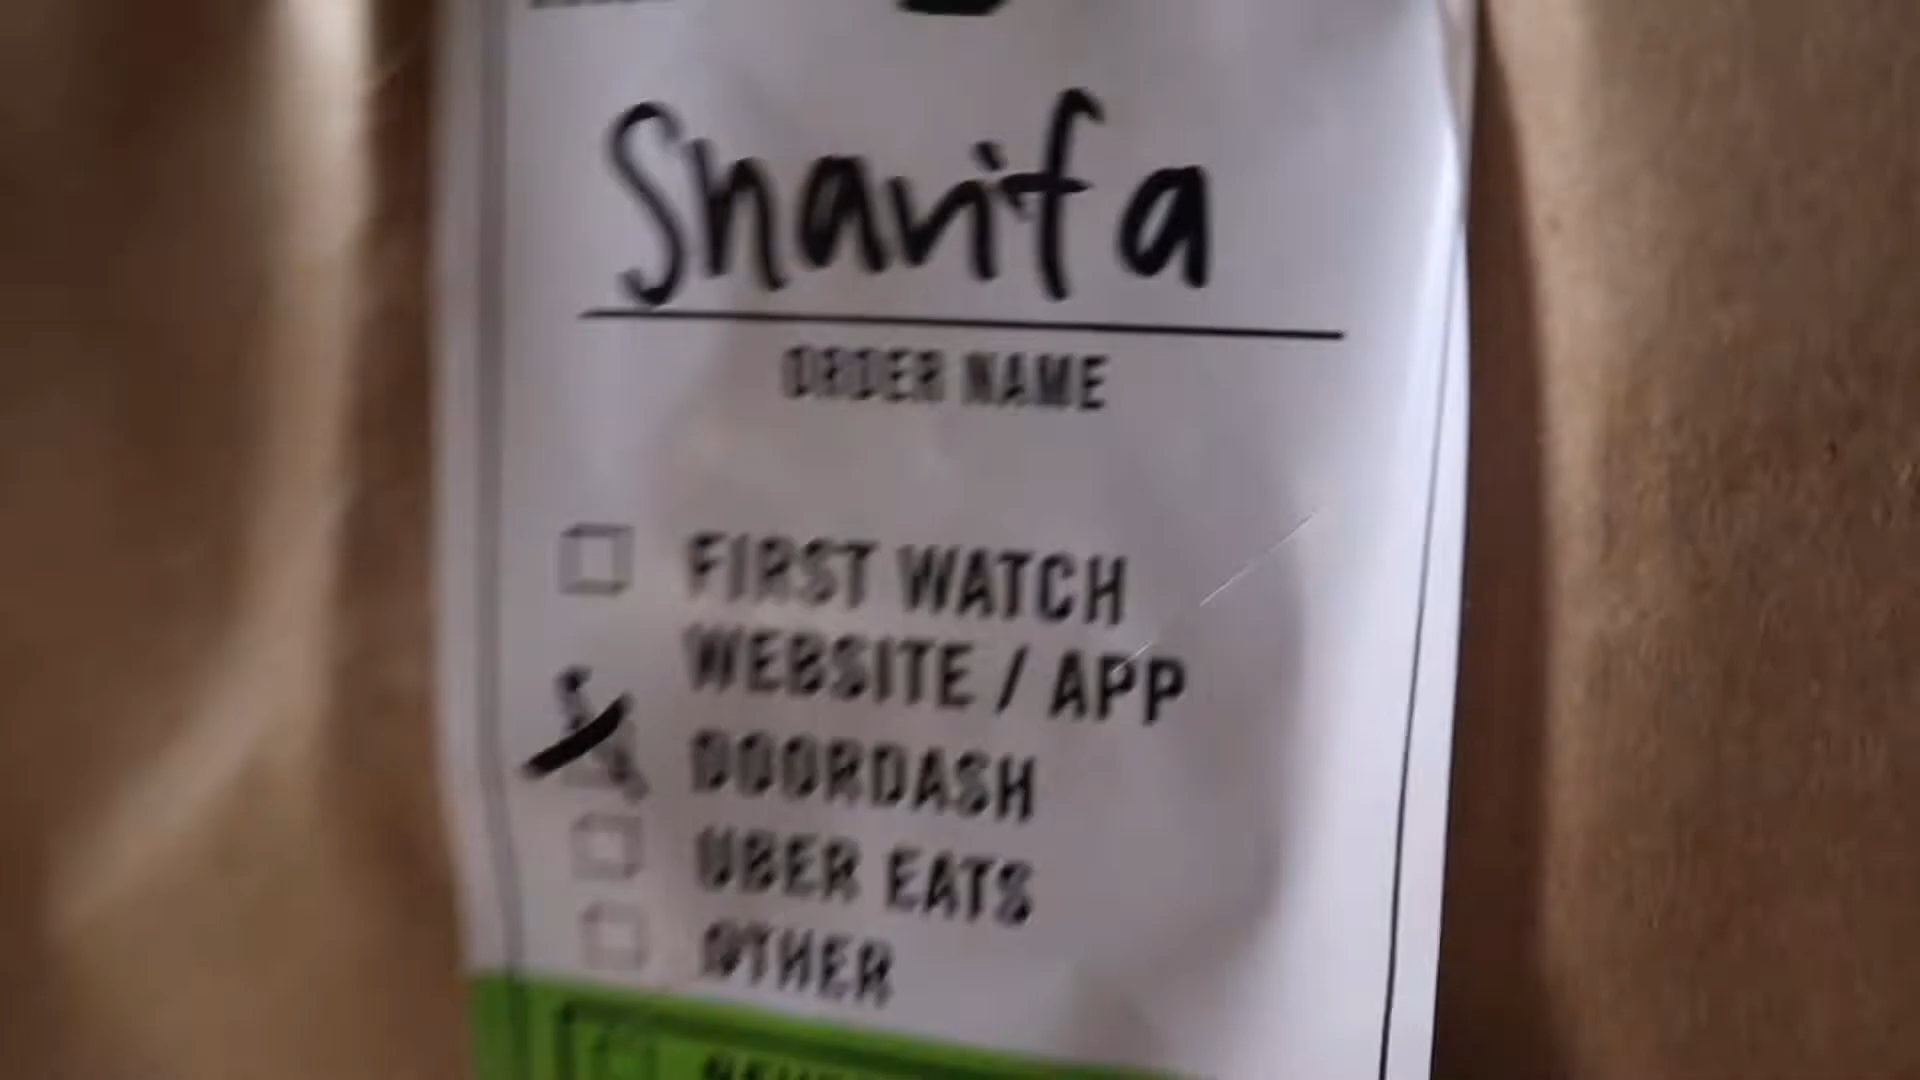 Sharifa
ORDER NAME
FIRST WATCH
WEBSITE / APP
DOORDASH
UBER EATS
OTHER